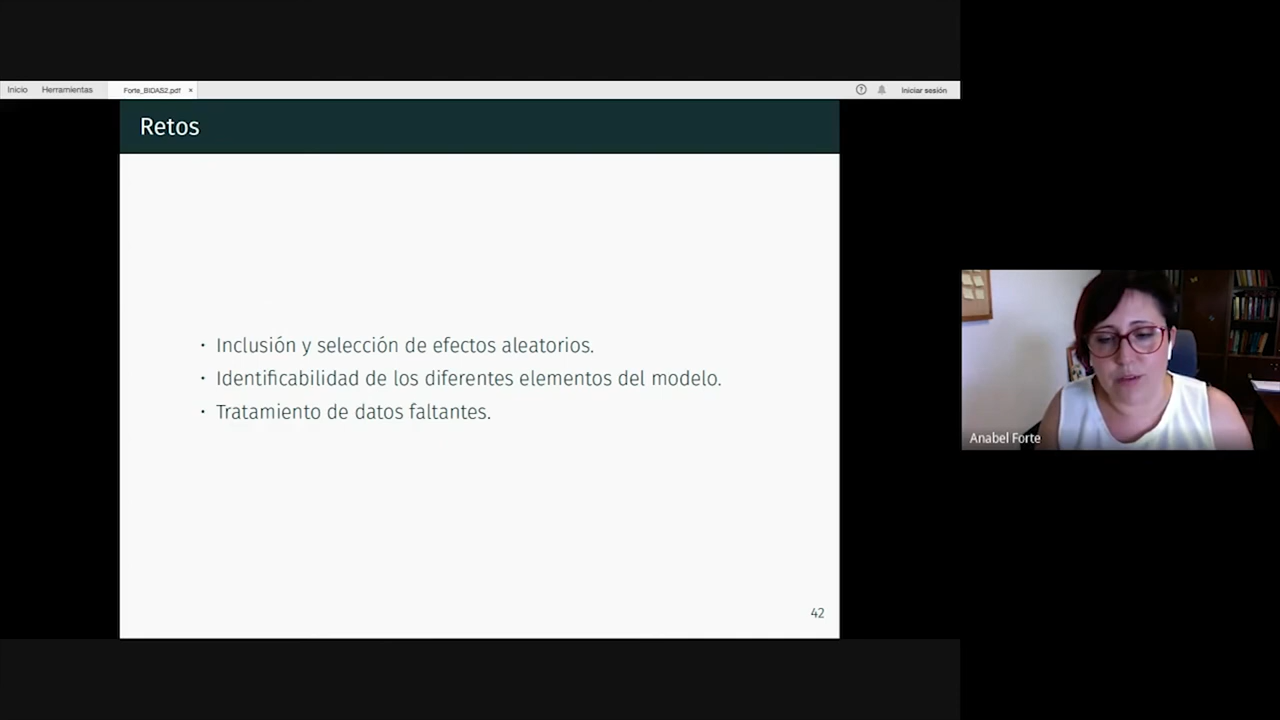 Inicio Herramientas Forte_BIDAS2.pdf × ? Iniciar sesión
Retos
· Inclusión y selección de efectos aleatorios.
· Identificabilidad de los diferentes elementos del modelo.
· Tratamiento de datos faltantes.
42
Anabel Forte